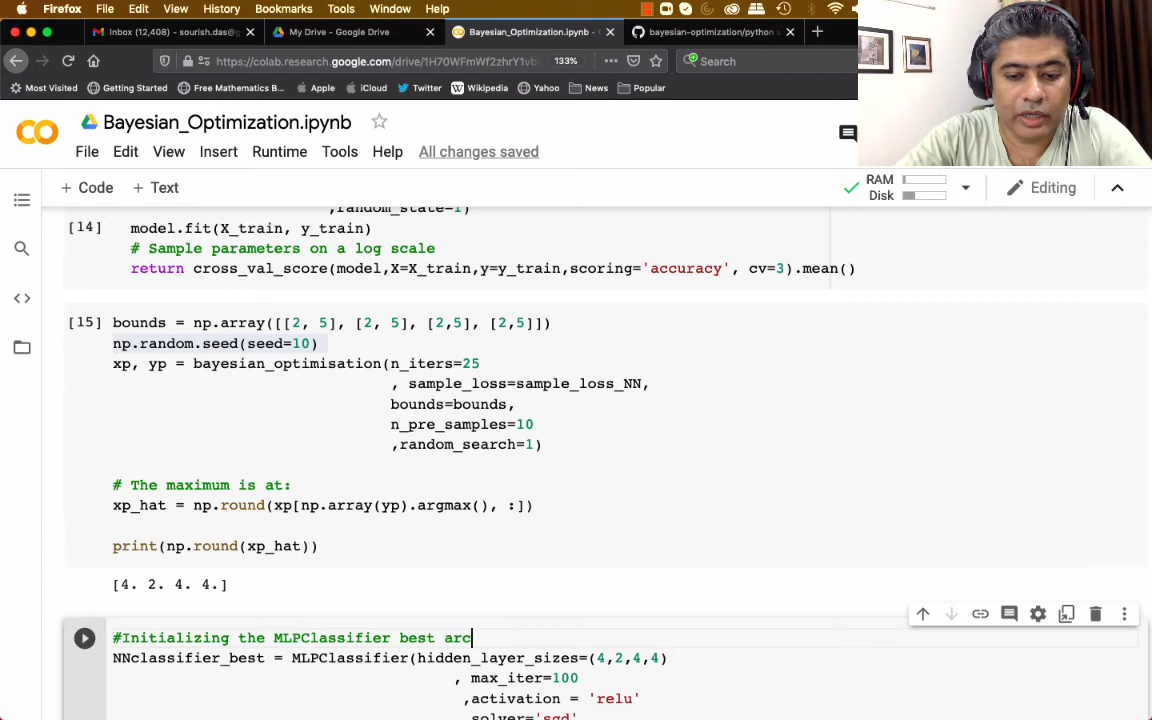 Firefox File Edit View History Bookmarks Tools Window Help
Inbox (12,408) - sourish.das@g
My Drive - Google Drive
Bayesian_Optimization.ipynb -
bayesian-optimization/python
https://colab.research.google.com/drive/1H70WFmWf2zhrY1vb
133%
Search
Most Visited Getting Started Free Mathematics B... Apple iCloud Twitter Wikipedia Yahoo News Popular
Bayesian_Optimization.ipynb
File Edit View Insert Runtime Tools Help All changes saved
+ Code + Text
RAM
Disk
Editing
,random_state=1)
[14] model.fit(X_train, y_train)
# Sample parameters on a log scale
return cross_val_score(model,X=X_train,y=y_train,scoring='accuracy', cv=3).mean()
[15] bounds = np.array([[2, 5], [2, 5], [2,5], [2,5]])
np.random.seed(seed=10)
xp, yp = bayesian_optimisation(n_iters=25
, sample_loss=sample_loss_NN,
bounds=bounds,
n_pre_samples=10
,random_search=1)
# The maximum is at:
xp_hat = np.round(xp[np.array(yp).argmax(), :])
print(np.round(xp_hat))
[4. 2. 4. 4.]
#Initializing the MLPClassifier best arc
NNclassifier_best = MLPClassifier(hidden_layer_sizes=(4,2,4,4)
, max_iter=100
,activation = 'relu'
solver='sgd'